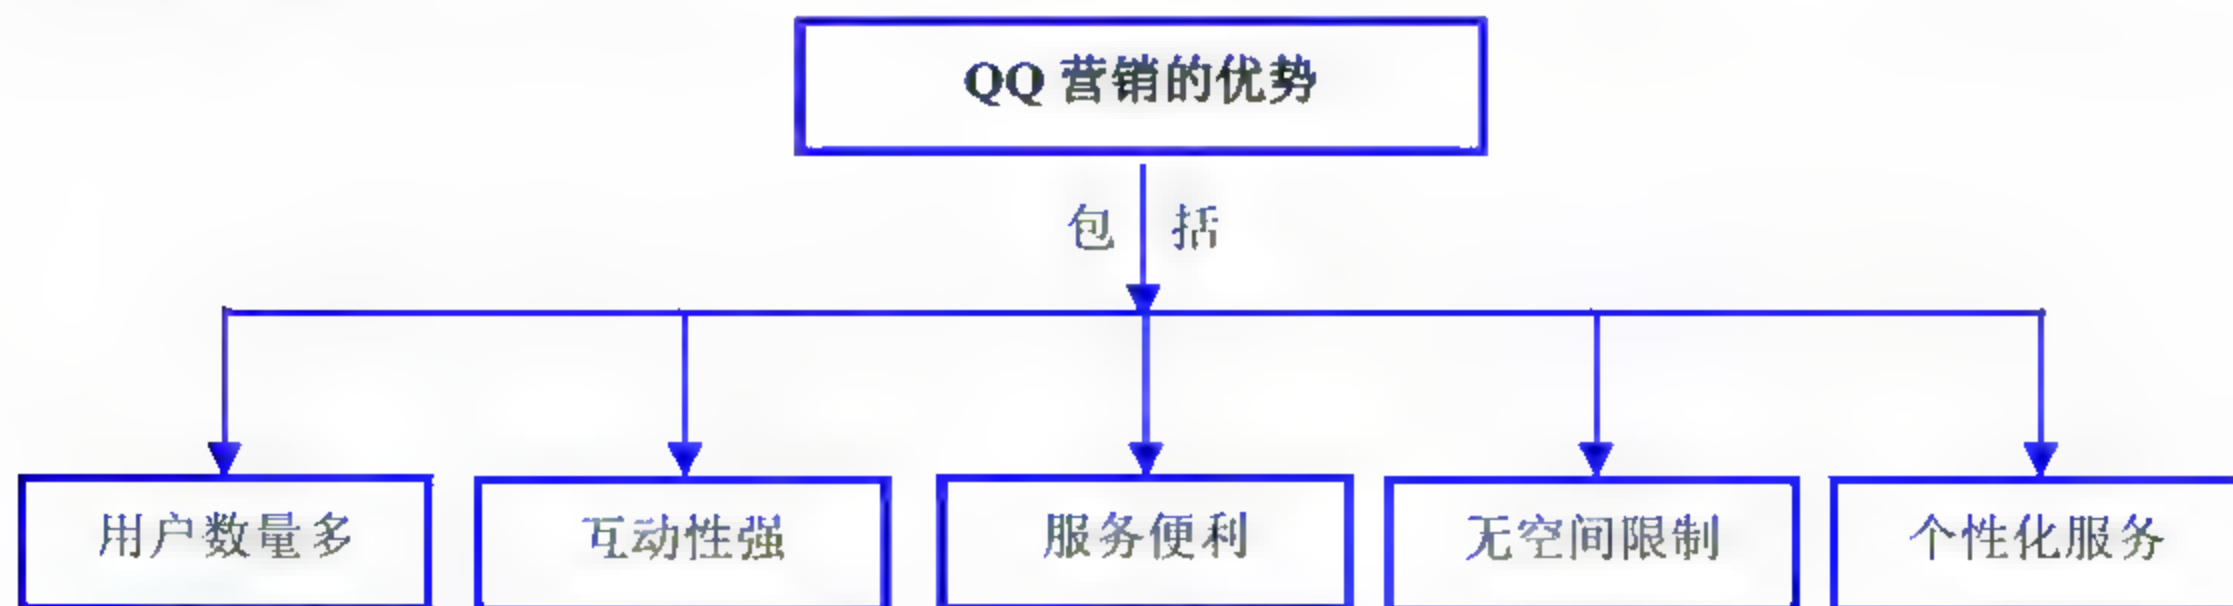 QQ 营销的优势
包 括
用户数量多
互动性强
服务便利
无空间限制
个性化服务